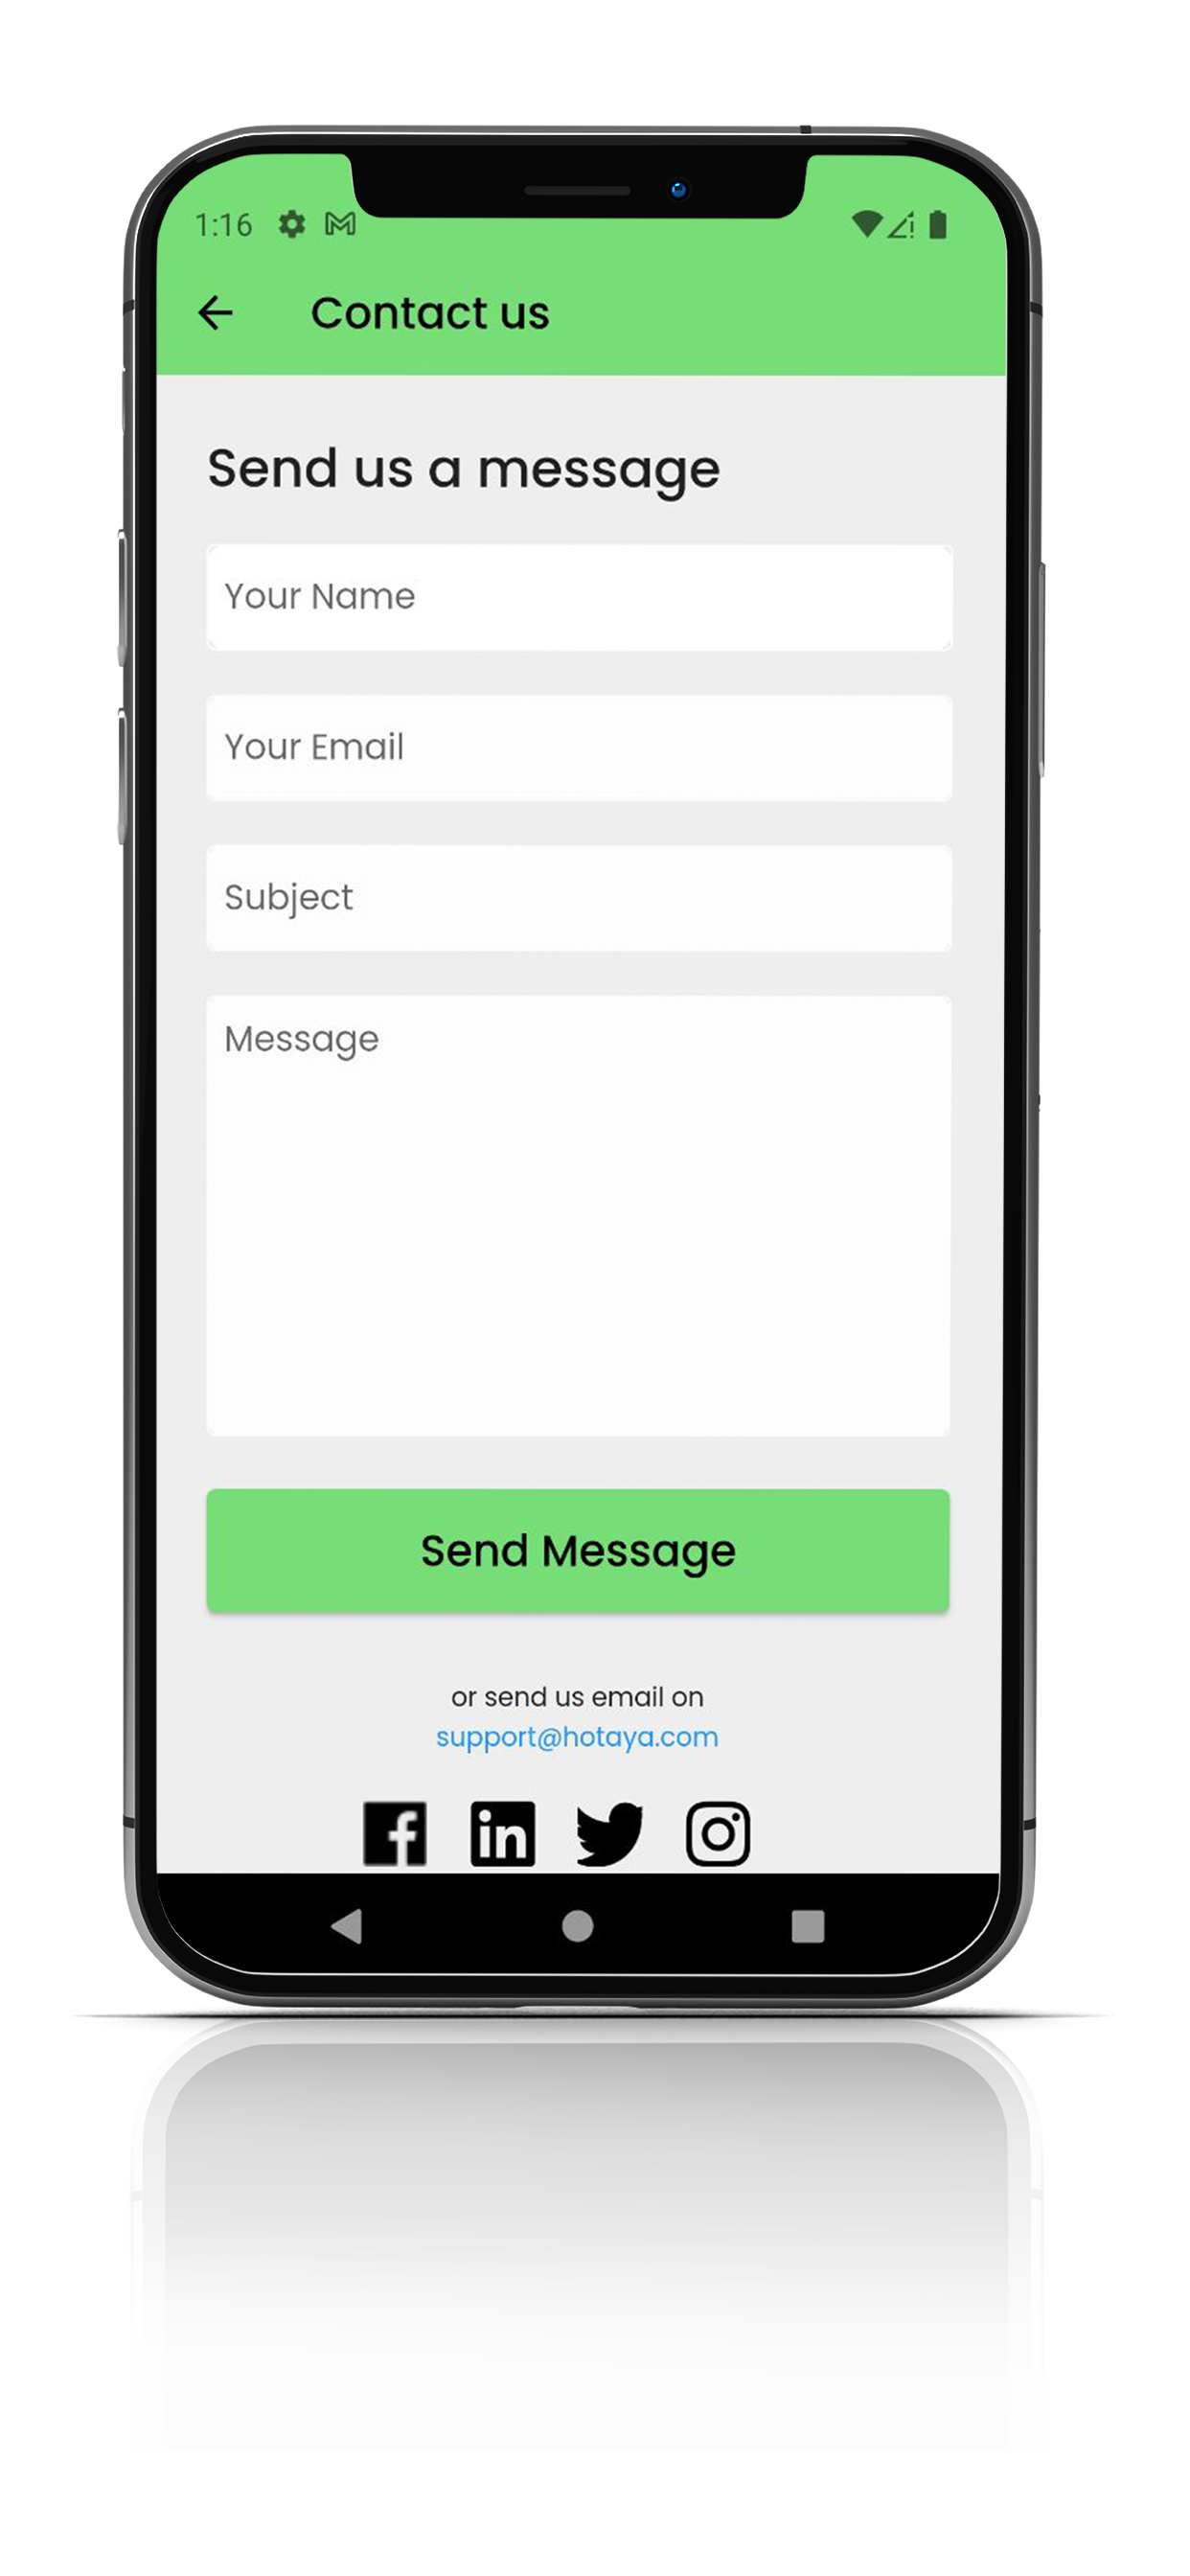 1:16
Contact us
Send us a message
Your Name
Your Email
Subject
Message
Send Message
or send us email on
support@hotaya.com